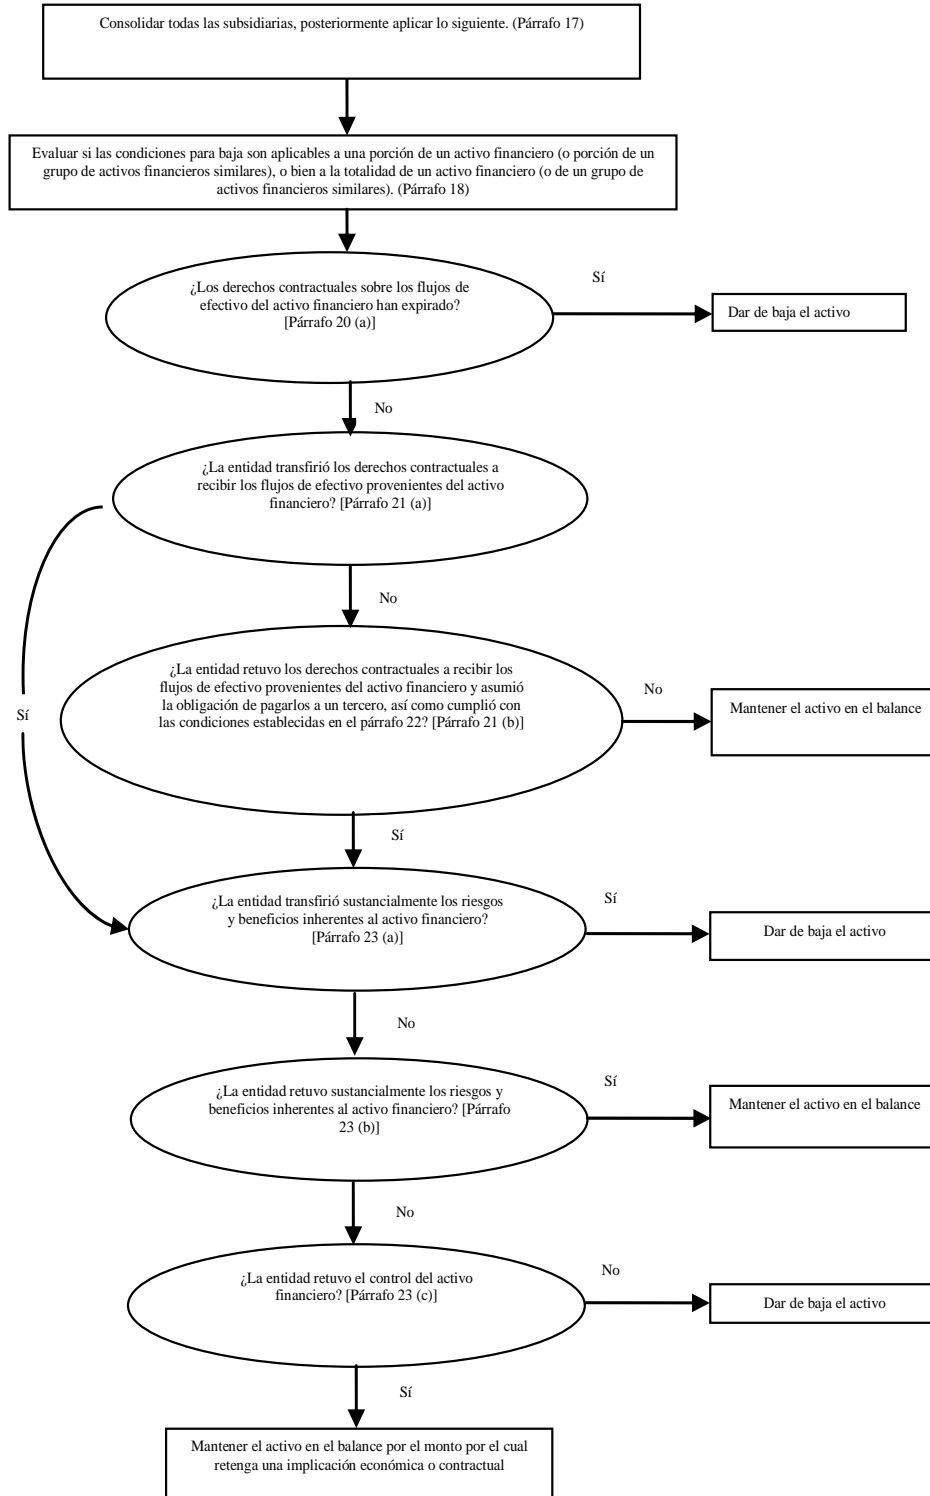 Consolidar todas las subsidiarias, posteriormente aplicar lo siguiente. (Párrafo 17)
Evaluar si las condiciones para baja son aplicables a una porción de un activo financiero (o porción de un
grupo de activos financieros similares), o bien a la totalidad de un activo financiero (o de un grupo de
activos financieros similares). (Párrafo 18)
¿Los derechos contractuales sobre los flujos de
efectivo del activo financiero han expirado?
[Párrafo 20 (a)]
Sí
Dar de baja el activo
No
¿La entidad transfirió los derechos contractuales a
recibir los flujos de efectivo provenientes del activo
financiero? [Párrafo 21 (a)]
No
¿La entidad retuvo los derechos contractuales a recibir los
flujos de efectivo provenientes del activo financiero y asumió
la obligación de pagarlos a un tercero, así como cumplió con
las condiciones establecidas en el párrafo 22? [Párrafo 21 (b)]
No
Mantener el activo en el balance
Sí
Sí
¿La entidad transfirió sustancialmente los riesgos
y beneficios inherentes al activo financiero?
[Párrafo 23 (a)]
Sí
Dar de baja el activo
No
¿La entidad retuvo sustancialmente los riesgos y
beneficios inherentes al activo financiero? [Párrafo
23 (b)]
Sí
Mantener el activo en el balance
No
¿La entidad retuvo el control del activo
financiero? [Párrafo 23 (c)]
No
Dar de baja el activo
Sí
Mantener el activo en el balance por el monto por el cual
retenga una implicación económica o contractual